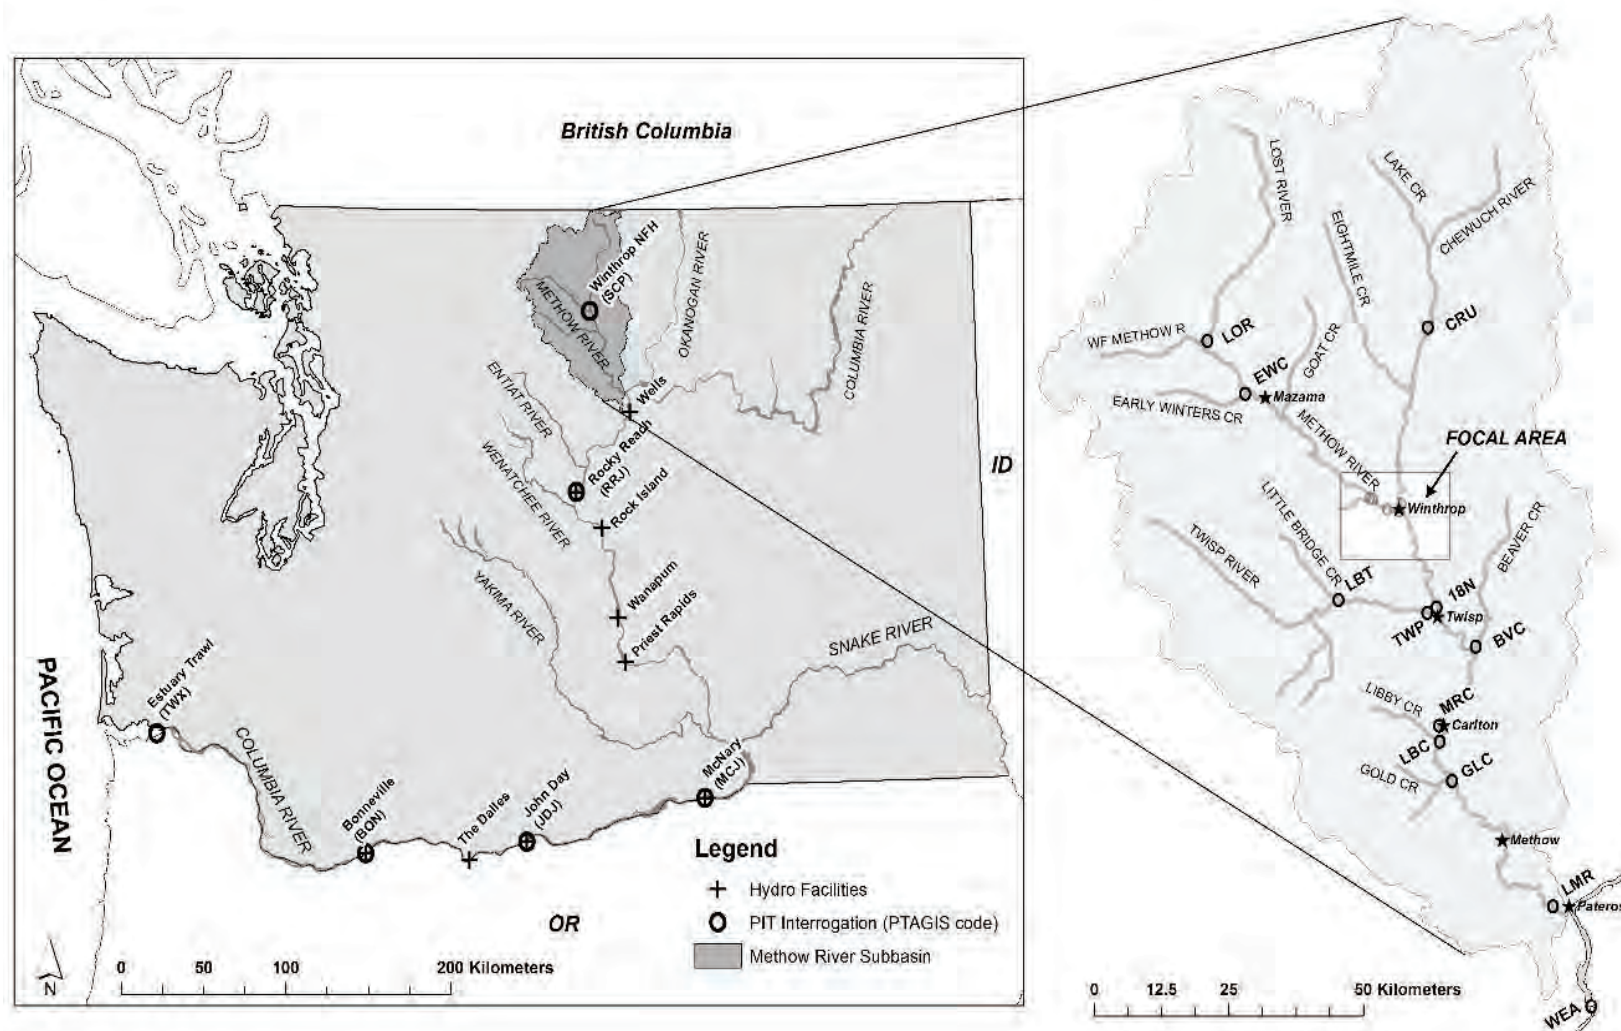 British Columbia
Winthrop NFH
(SCP)
METHOW RIVER
OKANOGAN RIVER
COLUMBIA RIVER
ENTIAT RIVER
Wells
Rocky Reach
(RRJ)
WENATCHEE RIVER
Rock Island
ID
YAKIMA RIVER
Wanapum
Priest Rapids
SNAKE RIVER
PACIFIC OCEAN
Estuary Trawl
(TWX)
COLUMBIA RIVER
Bonneville
(BON)
The Dalles
John Day
(JDJ)
McNary
(MCJ)
OR
Legend
Hydro Facilities
PIT Interrogation (PTAGIS code)
Methow River Subbasin
N
0 50 100 200 Kilometers
LOST RIVER
LAKE CR
CHEWUCH RIVER
EIGHTMILE CR
WF METHOW R
LOR
GOAT CR
CRU
EWC
Mazama
EARLY WINTERS CR
METHOW RIVER
FOCAL AREA
Winthrop
LITTLE BRIDGE CR
TWISP RIVER
BEAVER CR
LBT
18N
Twisp
TWP
BVC
LIBBY CR
MRC
Carlton
LBC
GLC
GOLD CR
Methow
LMR
Pateros
WEA
0 12.5 25 50 Kilometers